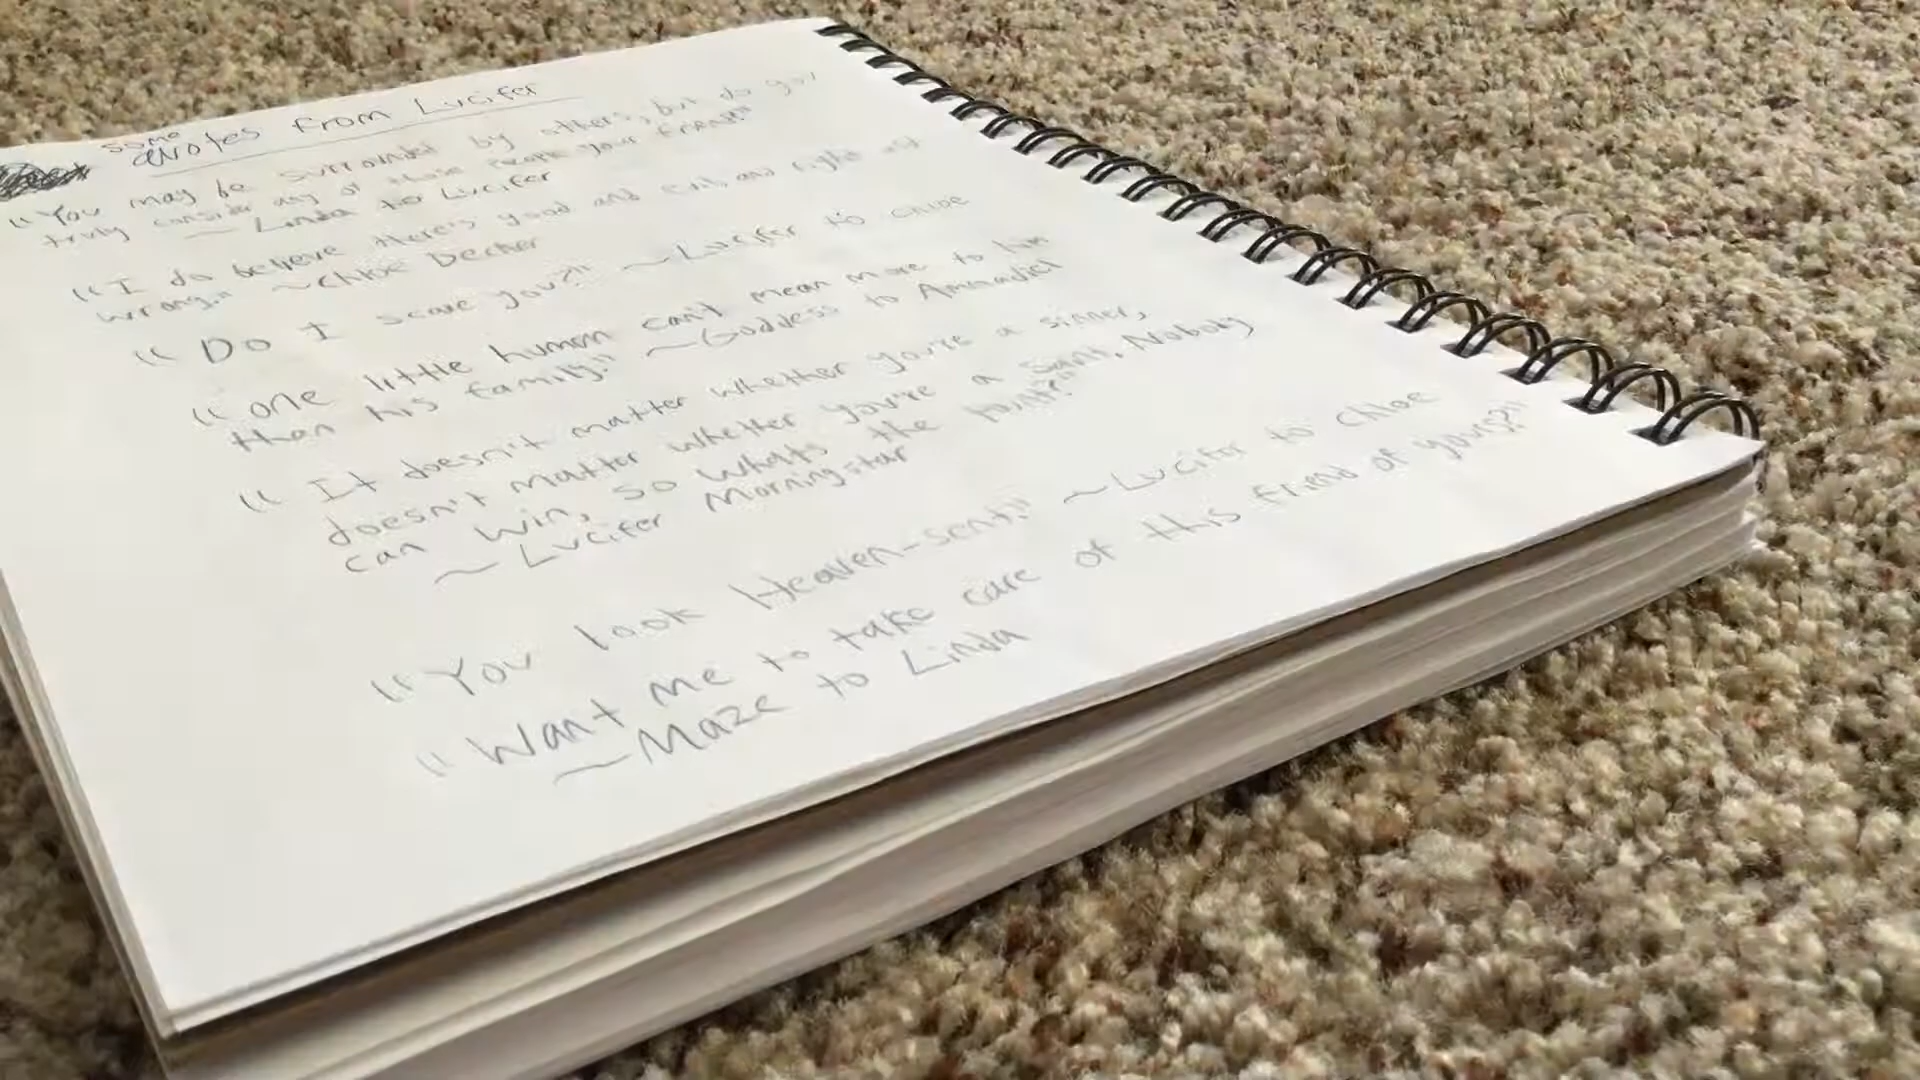 some
Quotes from Lucifer
"You may be surrounded by others, but do you
truly consider any of those people your friend?"
~ Linda to Lucifer
"I do believe there's good and evil and right and
wrong." ~Chloe Decker
"Do I scare you?" ~Lucifer to Chloe
"One little human can't mean more to him
than his family." ~Goddess to Amenadiel
"It doesn't matter whether you're a sinner,
doesn't matter whether you're a Saint, Nobody
can win, so whats the point?"
~Lucifer Morningstar
"You look Heaven-sent." ~Lucifer to Chloe
"Want me to take care of this friend of yours?"
~Maze to Linda